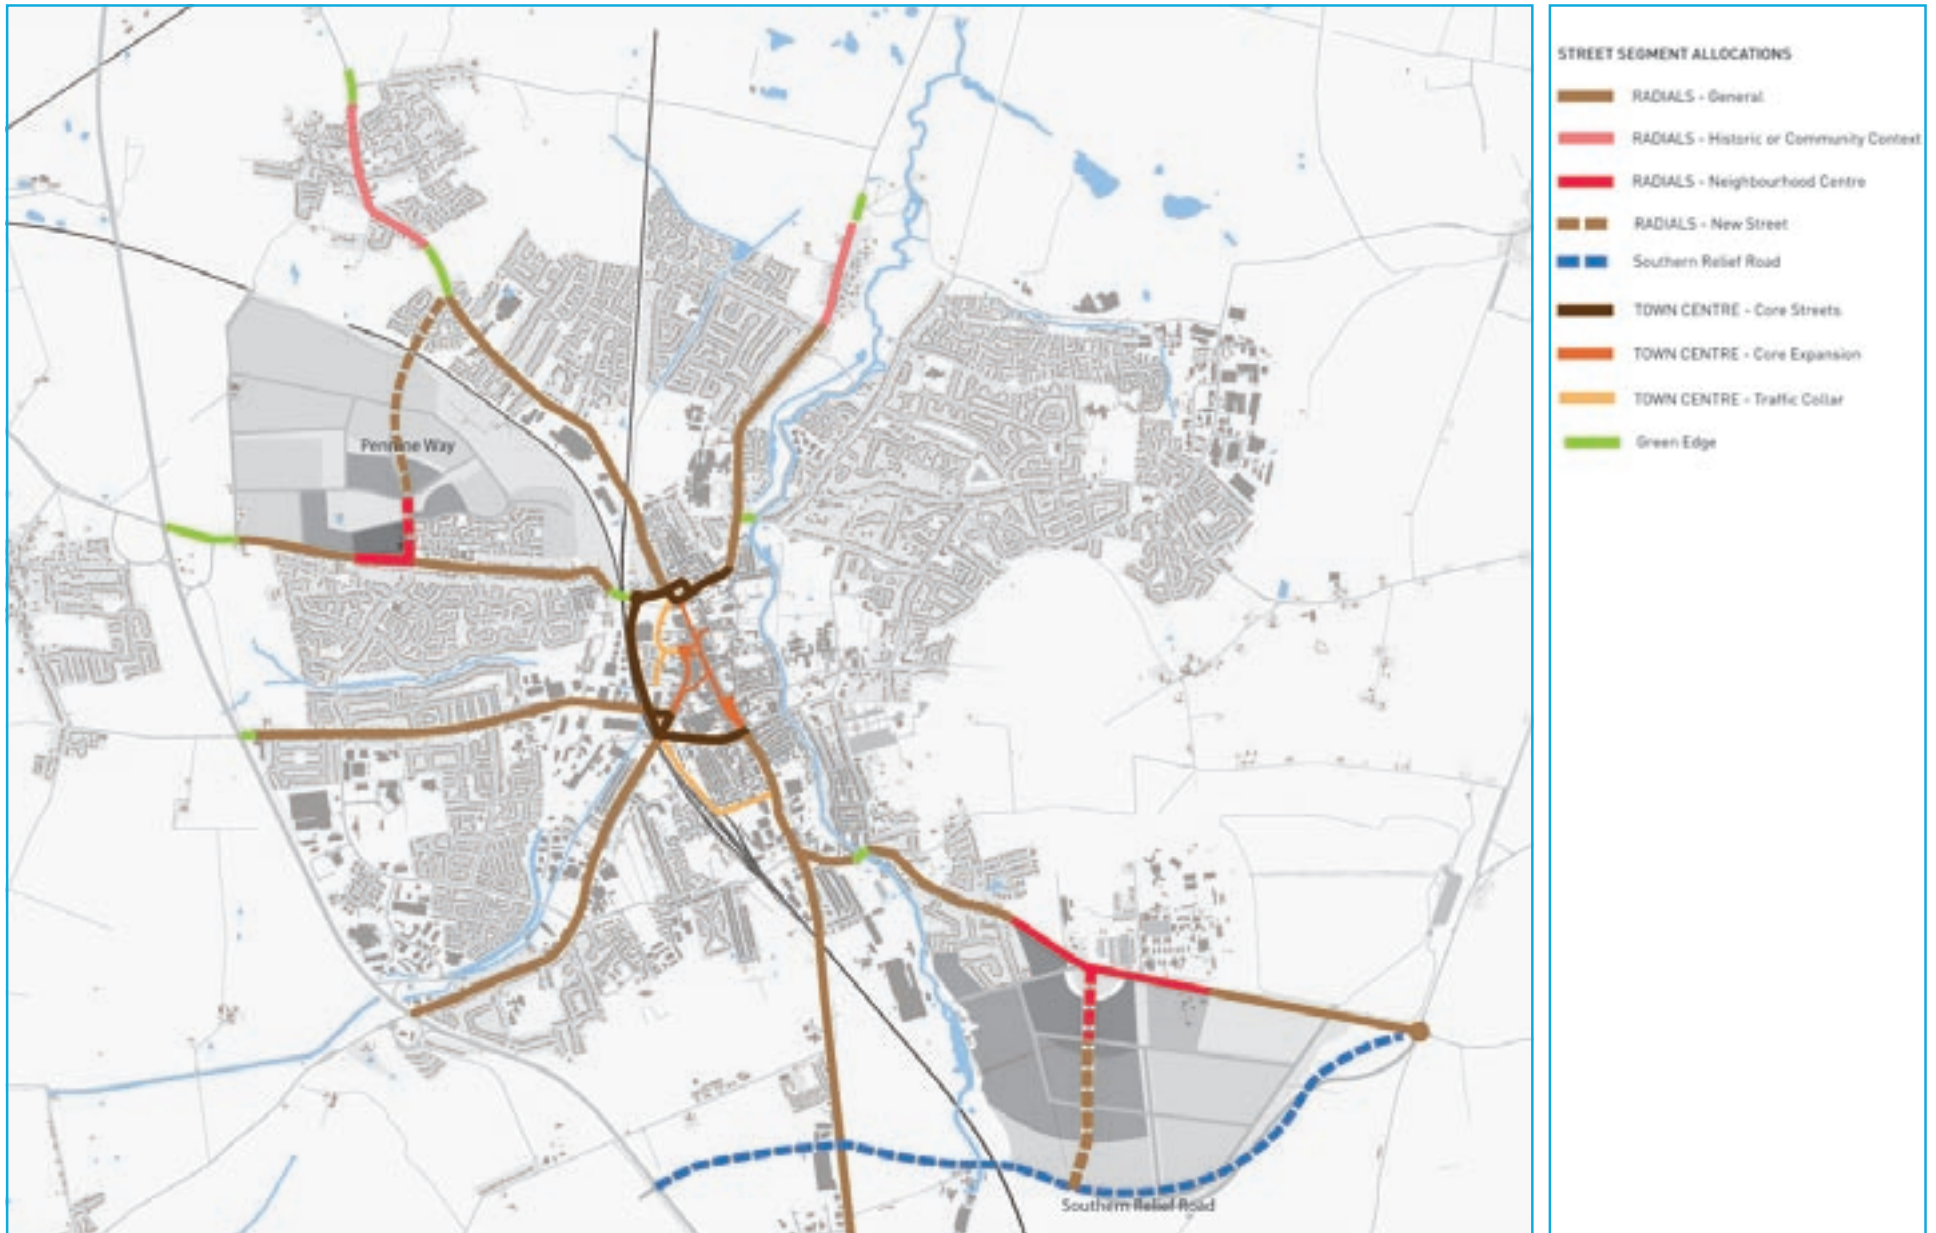 STREET SEGMENT ALLOCATIONS
RADIALS - General
RADIALS - Historic or Community Context
RADIALS - Neighbourhood Centre
RADIALS - New Street
Southern Relief Road
TOWN CENTRE - Core Streets
TOWN CENTRE - Core Expansion
TOWN CENTRE - Traffic Collar
Green Edge
Pennine Way
Southern Relief Road